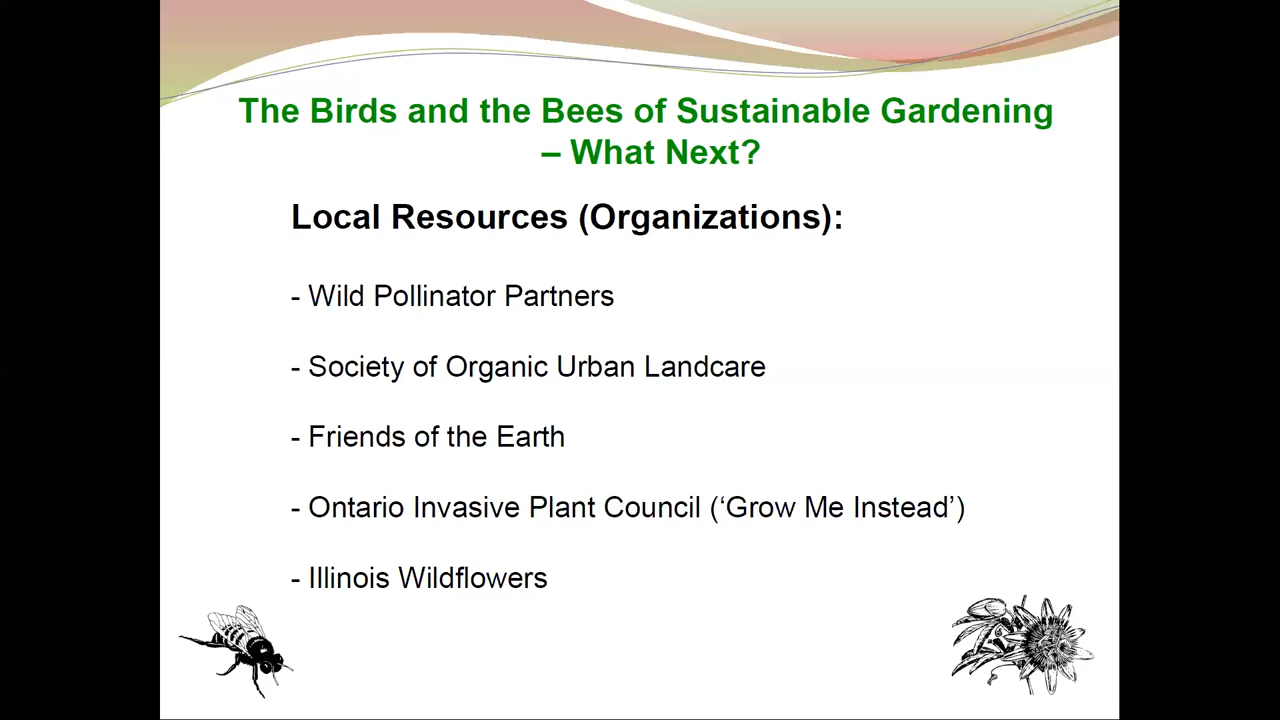 The Birds and the Bees of Sustainable Gardening
– What Next?
Local Resources (Organizations):
- Wild Pollinator Partners
- Society of Organic Urban Landcare
- Friends of the Earth
- Ontario Invasive Plant Council (‘Grow Me Instead’)
- Illinois Wildflowers